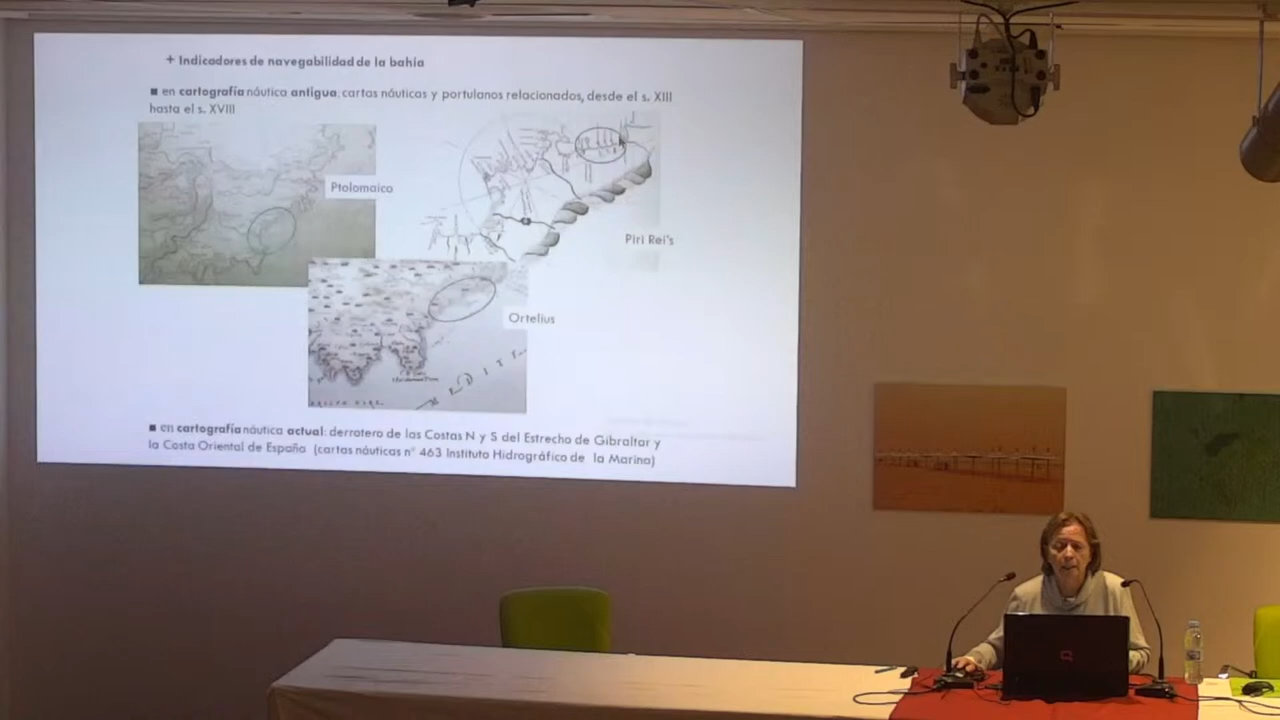 + Indicadores de navegabilidad de la bahía
■ en cartografía náutica antigua: cartas náuticas y portulanos relacionados, desde el s. XIII
hasta el s. XVIII
Ptolomaico
Piri Rei's
Ortelius
MEDIT
■ en cartografía náutica actual: derrotero de las Costas N y S del Estrecho de Gibraltar y
la Costa Oriental de España (cartas náuticas nº 463 Instituto Hidrográfico de la Marina)